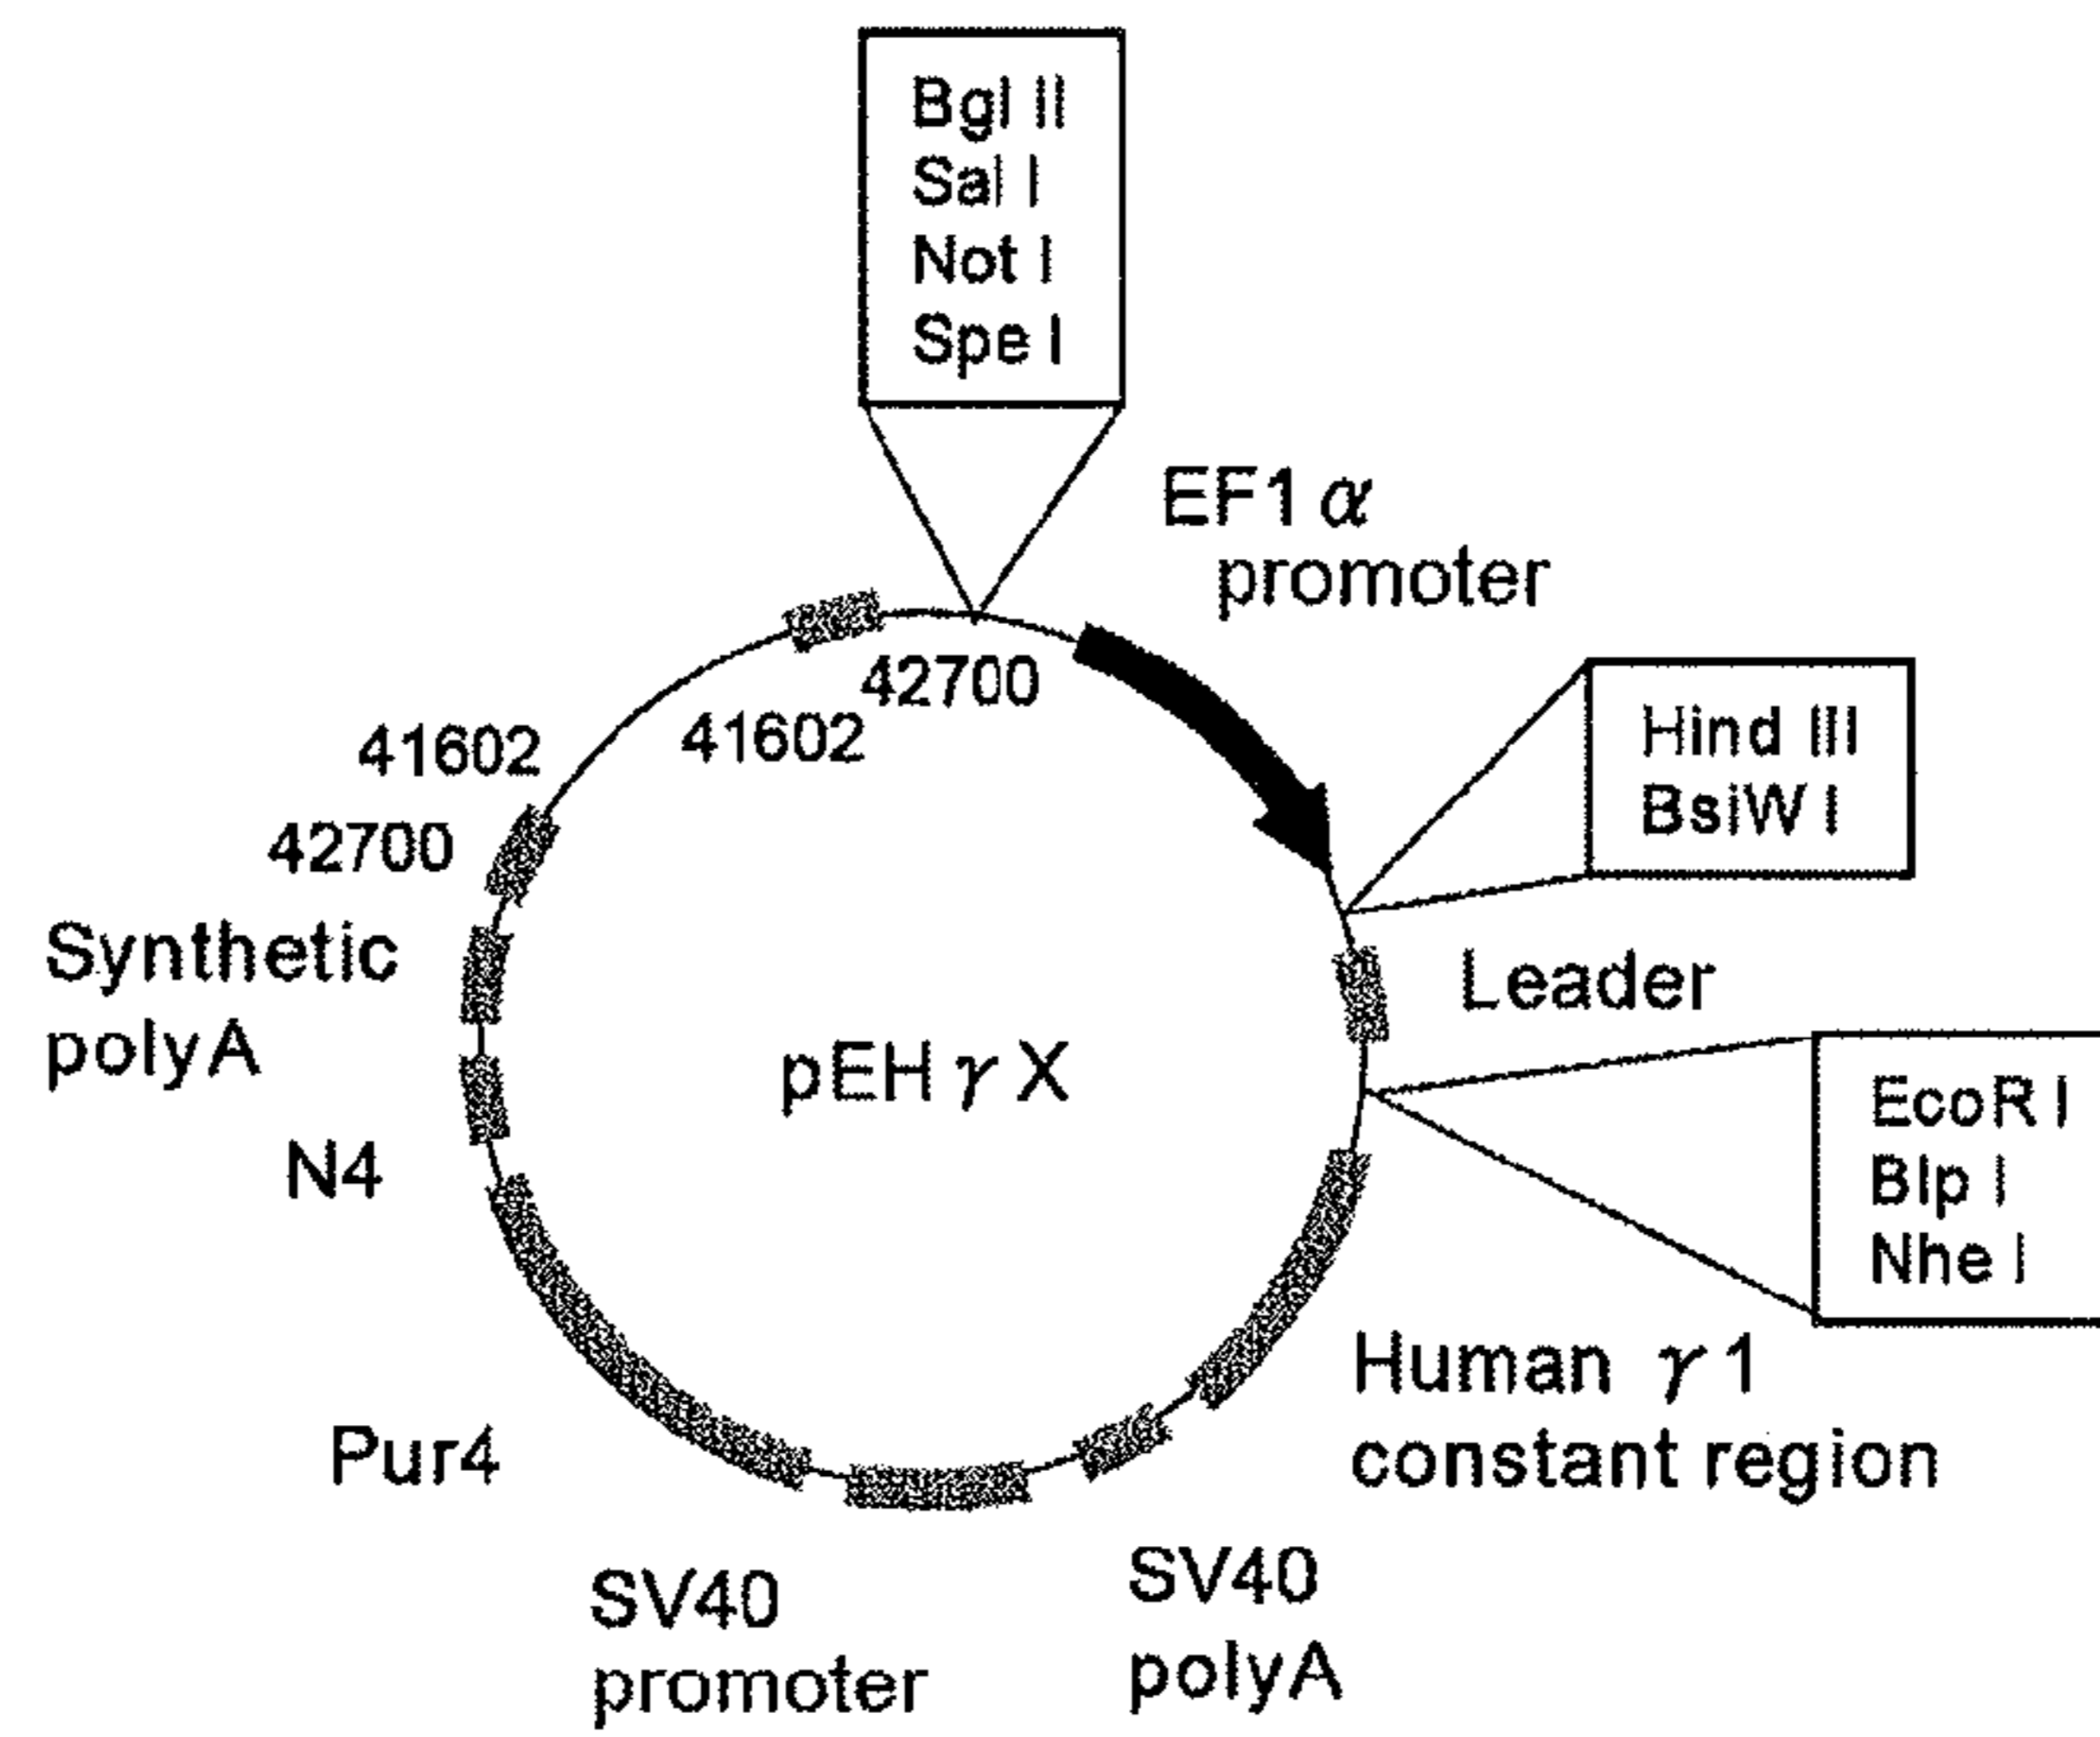 Bgl II
Sal I
Not I
Spe I
EF1α
promoter
42700
41602
41602
42700
Hind III
BsiW I
Synthetic
polyA
Leader
pEHγX
EcoR I
Blp I
Nhe I
N4
Human γ1
constant region
Pur4
SV40
promoter
SV40
polyA